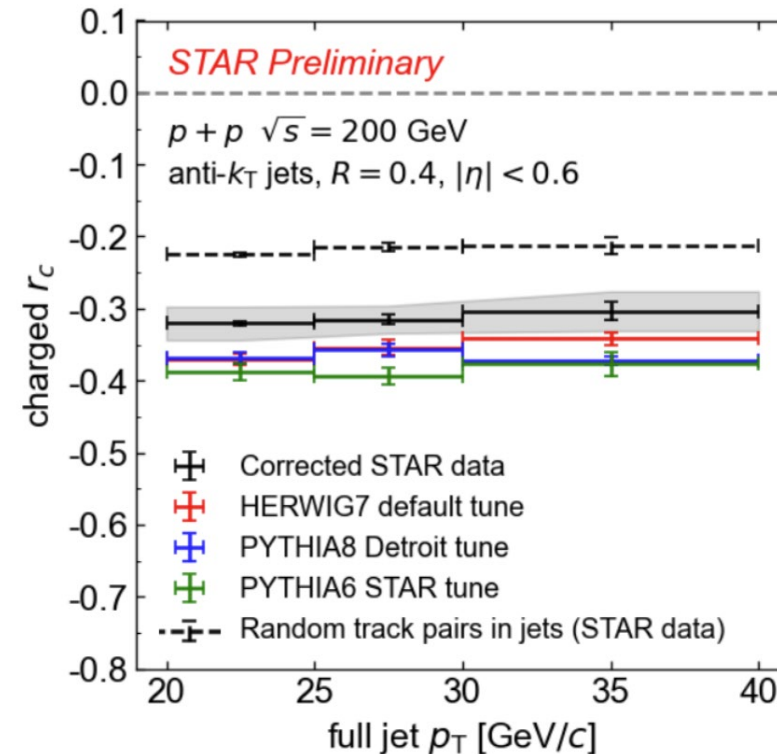 0.1
0.0
-0.1
-0.2
-0.3
-0.4
-0.5
-0.6
-0.7
-0.8
charged r_c
STAR Preliminary
p + p √s = 200 GeV
anti-k_T jets, R = 0.4, |η| < 0.6
Corrected STAR data
HERWIG7 default tune
PYTHIA8 Detroit tune
PYTHIA6 STAR tune
Random track pairs in jets (STAR data)
20 25 30 35 40
full jet p_T [GeV/c]